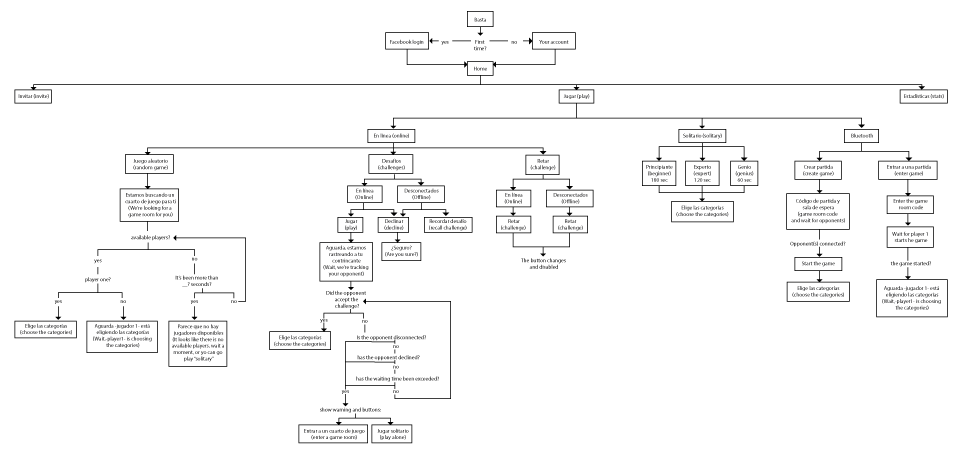 Basta
Facebook login
yes
First
time?
no
Your account
Home
Invitar (invite)
Jugar (play)
Estadísticas (stats)
En línea (online)
Solitario (solitary)
Bluetooth
Juego aleatorio
(random game)
Desafíos
(challenges)
Retar
(challenge)
Principiante
(beginner)
180 sec
Experto
(expert)
120 sec
Genio
(genius)
60 sec
Crear partida
(create game)
Entrar a una partida
(enter game)
Estamos buscando un
cuarto de juego para ti
(We're looking for a
game room for you)
En línea
(Online)
Desconectados
(Offline)
En línea
(Online)
Desconectados
(Offline)
Elige las categorías
(choose the categories)
Código de partida y
sala de espera
(game room code
and wait for opponents)
Enter the game
room code
Jugar
(play)
Declinar
(decline)
Recordar desafío
(recall challenge)
Retar
(challenge)
Retar
(challenge)
available players?
Wait for player 1
starts he game
Aguarda, estamos
rastreando a tu
contrincante
(Wait, we're tracking
your opponent)
¿Seguro?
(Are you sure?)
Opponent(s) connected?
yes
no
The button changes
and disabled
Start the game
the game started?
player one?
It's been more than
__? seconds?
Elige las categorías
(choose the categories)
Aguarda -jugador 1- está
eligiendo las categorías
(Wait, -player1- is choosing
the categories)
yes
no
yes
no
Did the opponent
accept the
challenge?
Elige las categorías
(choose the categories)
Aguarda -jugador 1- está
eligiendo las categorías
(Wait, -player1- is choosing
the categories)
Parece que no hay
jugadores disponibles
(It looks like there is no
available players, wait a
moment, or yo can go
play "solitary"
yes
no
Elige las categorías
(choose the categories)
Is the opponent disconnected?
no
has the opponent declined?
no
has the waiting time been exceeded?
yes
no
show warning and buttons:
Entrar a un cuarto de juego
(enter a game room)
Jugar solitario
(play alone)